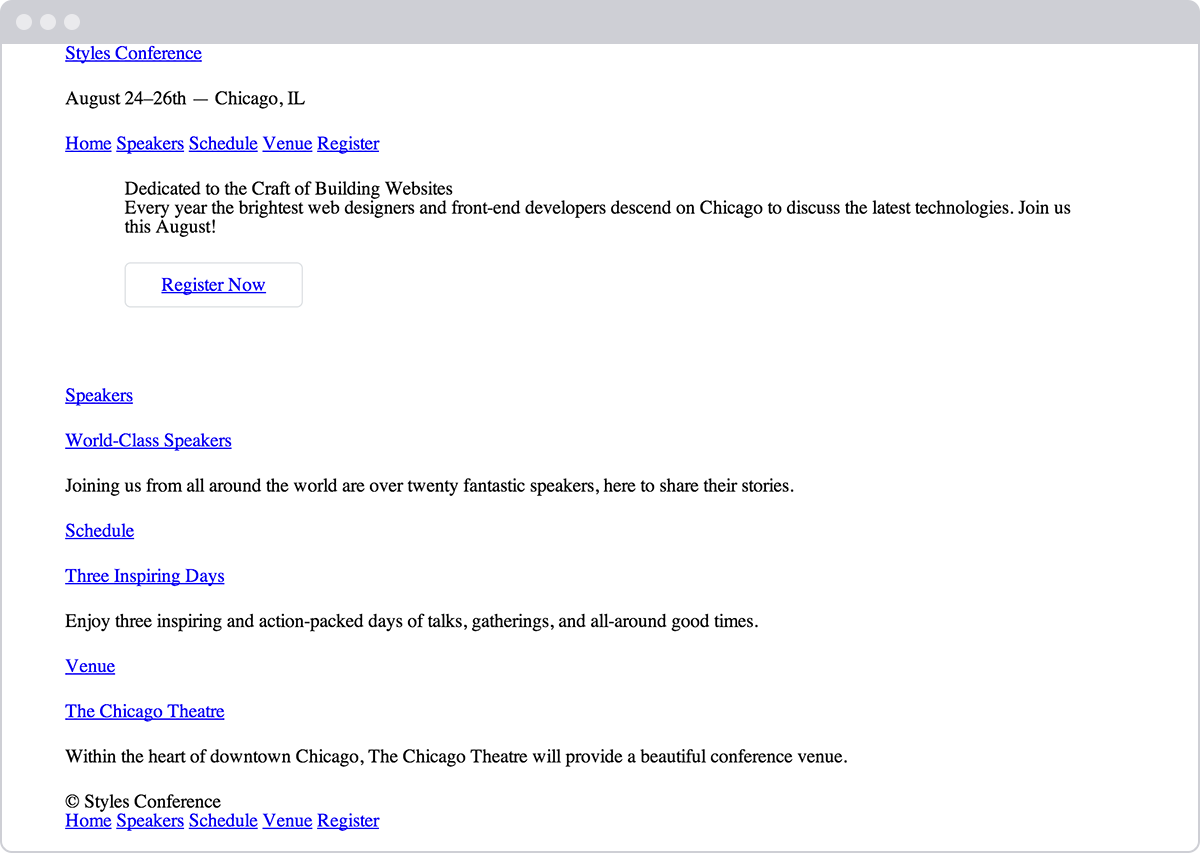 Styles Conference
August 24–26th — Chicago, IL
Home Speakers Schedule Venue Register
Dedicated to the Craft of Building Websites
Every year the brightest web designers and front-end developers descend on Chicago to discuss the latest technologies. Join us
this August!
Register Now
Speakers
World-Class Speakers
Joining us from all around the world are over twenty fantastic speakers, here to share their stories.
Schedule
Three Inspiring Days
Enjoy three inspiring and action-packed days of talks, gatherings, and all-around good times.
Venue
The Chicago Theatre
Within the heart of downtown Chicago, The Chicago Theatre will provide a beautiful conference venue.
© Styles Conference
Home Speakers Schedule Venue Register